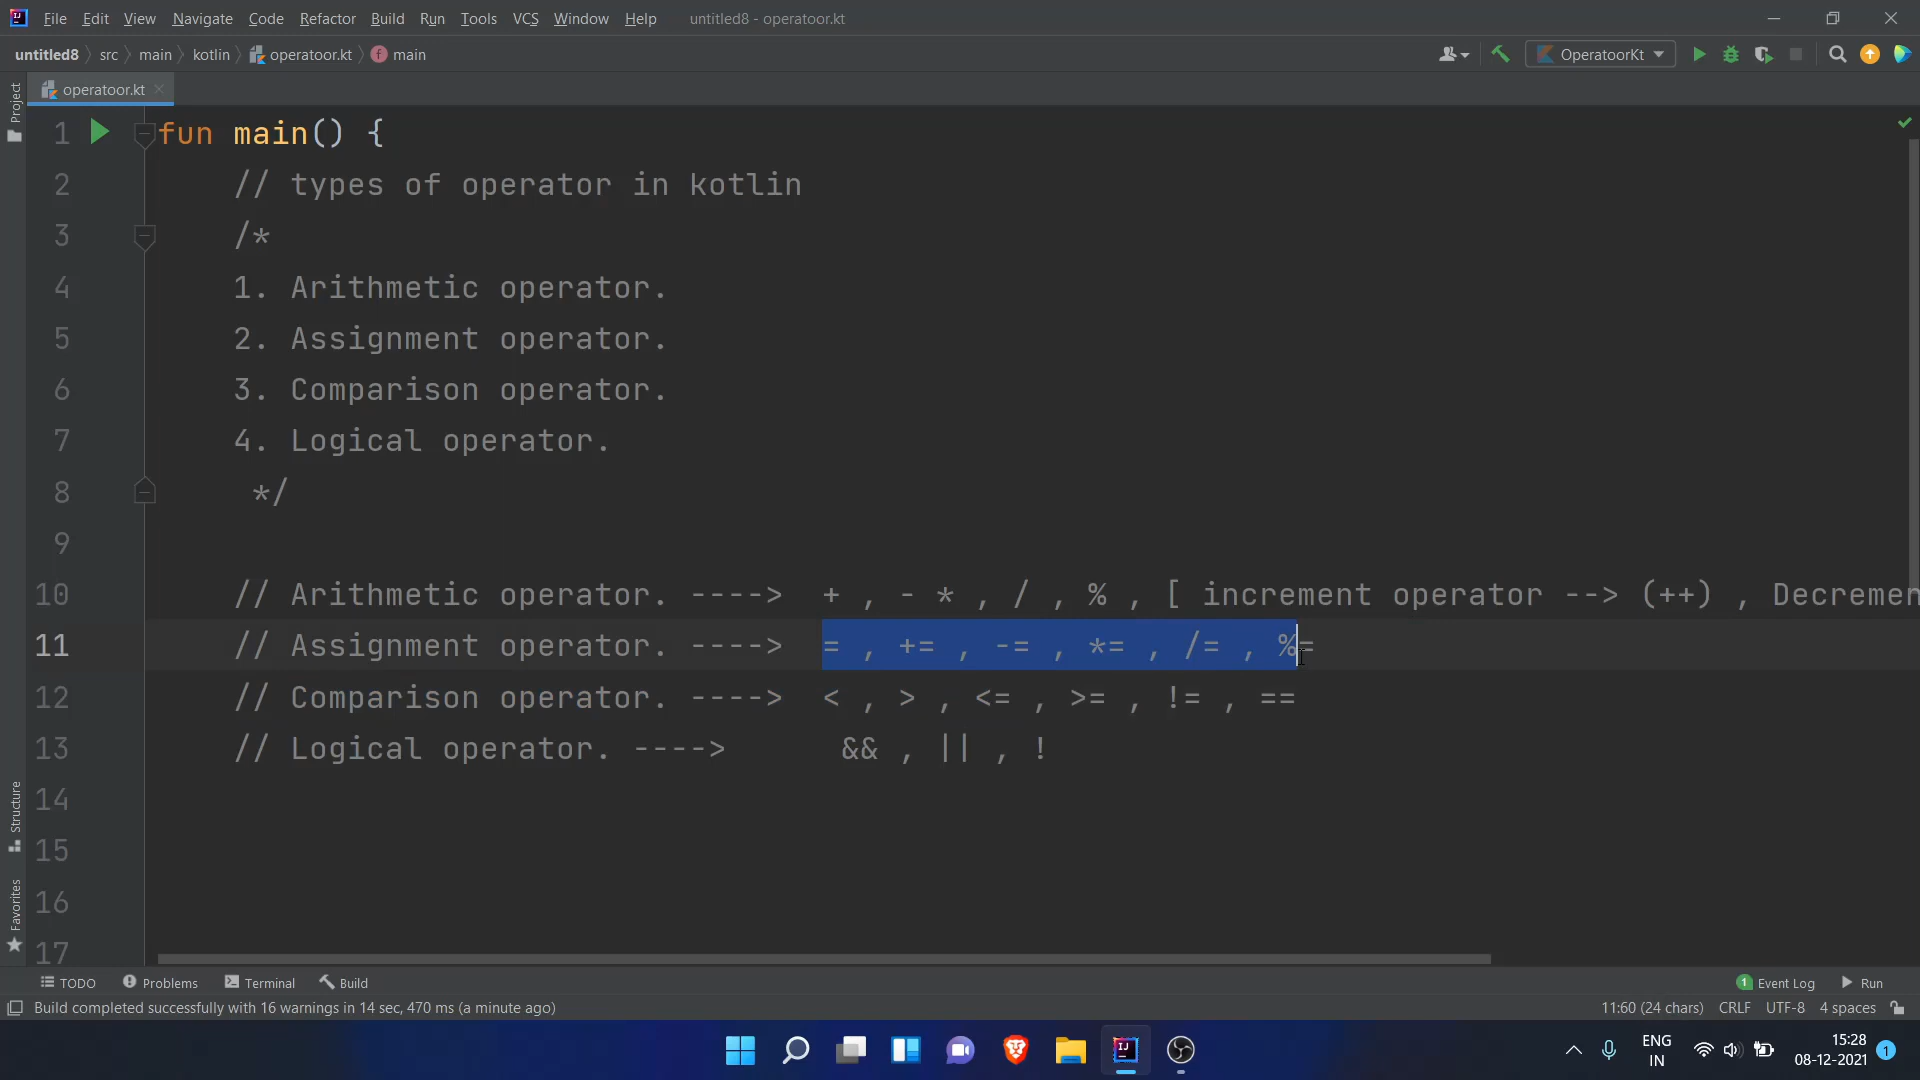 File Edit View Navigate Code Refactor Build Run Tools VCS Window Help untitled8 - operatoor.kt
untitled8 src main kotlin operatoor.kt main OperatoorKt
operatoor.kt
Project
1 fun main() {
2 // types of operator in kotlin
3 /*
4 1. Arithmetic operator.
5 2. Assignment operator.
6 3. Comparison operator.
7 4. Logical operator.
8 */
9
10 // Arithmetic operator. ----> + , - * , / , % , [ increment operator --> (++) , Decremen
11 // Assignment operator. ----> = , += , -= , *= , /= , %=
12 // Comparison operator. ----> < , > , <= , >= , != , ==
13 // Logical operator. ----> && , || , !
14
15
16
17
Structure
Favorites
TODO Problems Terminal Build 1 Event Log Run
Build completed successfully with 16 warnings in 14 sec, 470 ms (a minute ago) 11:60 (24 chars) CRLF UTF-8 4 spaces
ENG
IN
15:28
08-12-2021
1